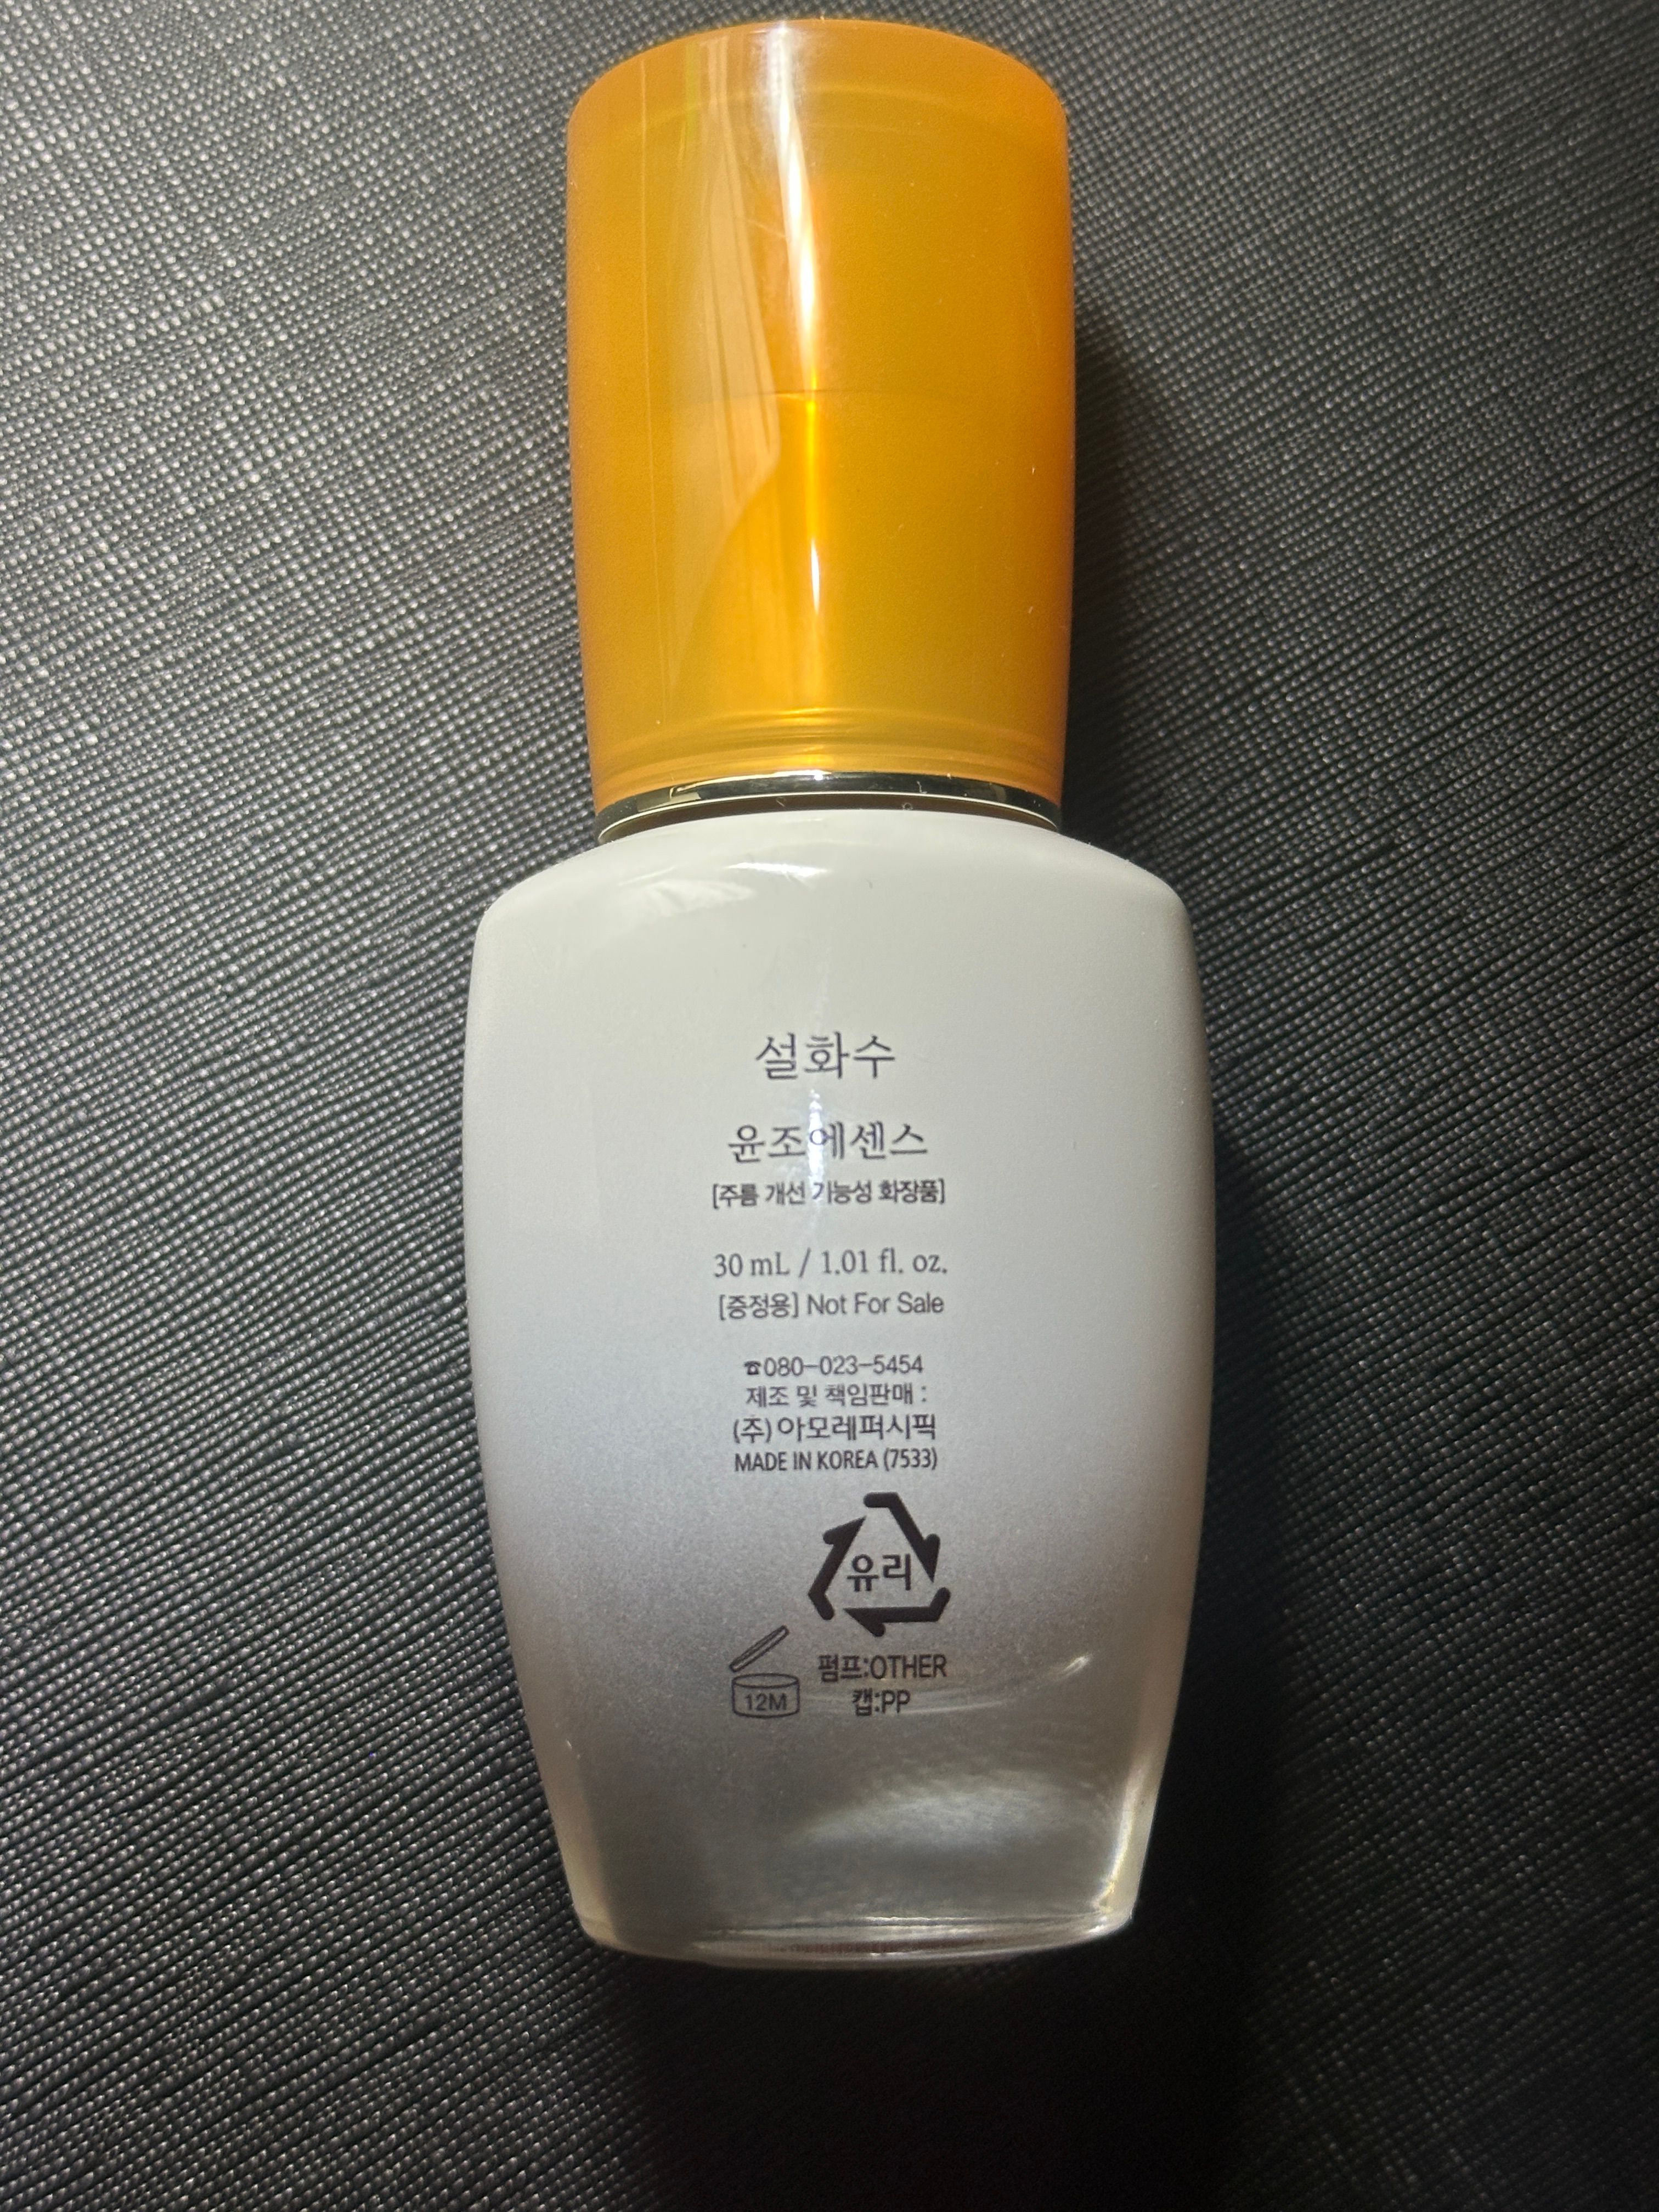 설화수
윤조에센스
[주름 개선 기능성 화장품]
30 mL / 1.01 fl. oz.
[증정용] Not For Sale
☎080-023-5454
제조 및 책임판매 :
(주)아모레퍼시픽
MADE IN KOREA (7533)
유리
펌프:OTHER
캡:PP
12M